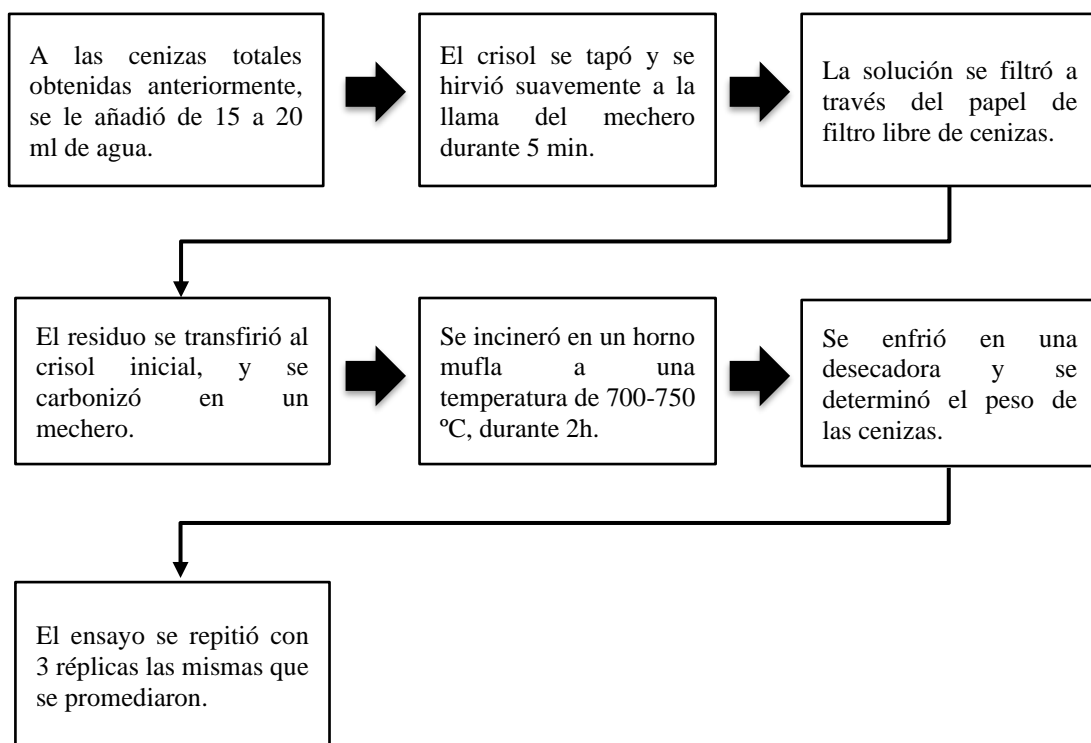 A las cenizas totales
obtenidas anteriormente,
se le añadió de 15 a 20
ml de agua.
El crisol se tapó y se
hirvió suavemente a la
llama del mechero
durante 5 min.
La solución se filtró a
través del papel de
filtro libre de cenizas.
El residuo se transfirió al
crisol inicial, y se
carbonizó en un
mechero.
Se incineró en un horno
mufla a una
temperatura de 700-750
ºC, durante 2h.
Se enfrió en una
desecadora y se
determinó el peso de
las cenizas.
El ensayo se repitió con
3 réplicas las mismas que
se promediaron.